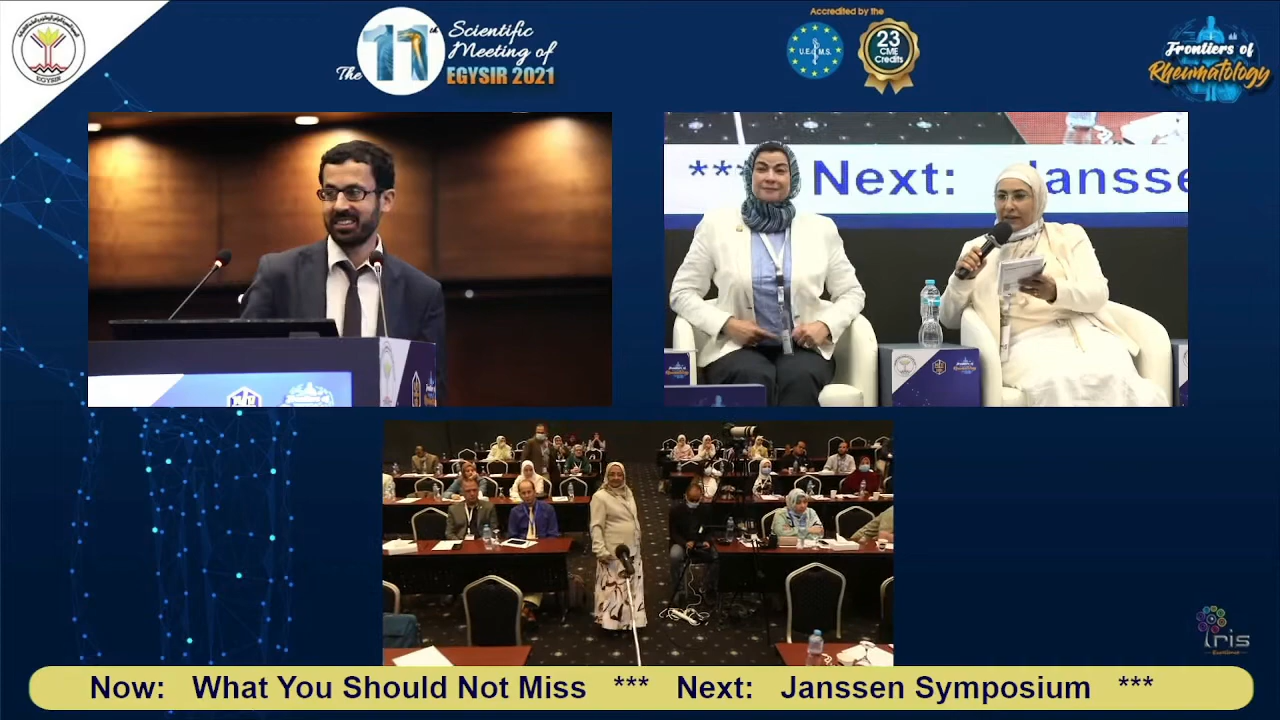 EGYSIR
The 11th
Scientific
Meeting of
EGYSIR 2021
Accredited by the
U.E.M.S.
23
CME
Credits
Frontiers of
Rheumatology
*** Next: Jansse
Iris
Now: What You Should Not Miss *** Next: Janssen Symposium ***